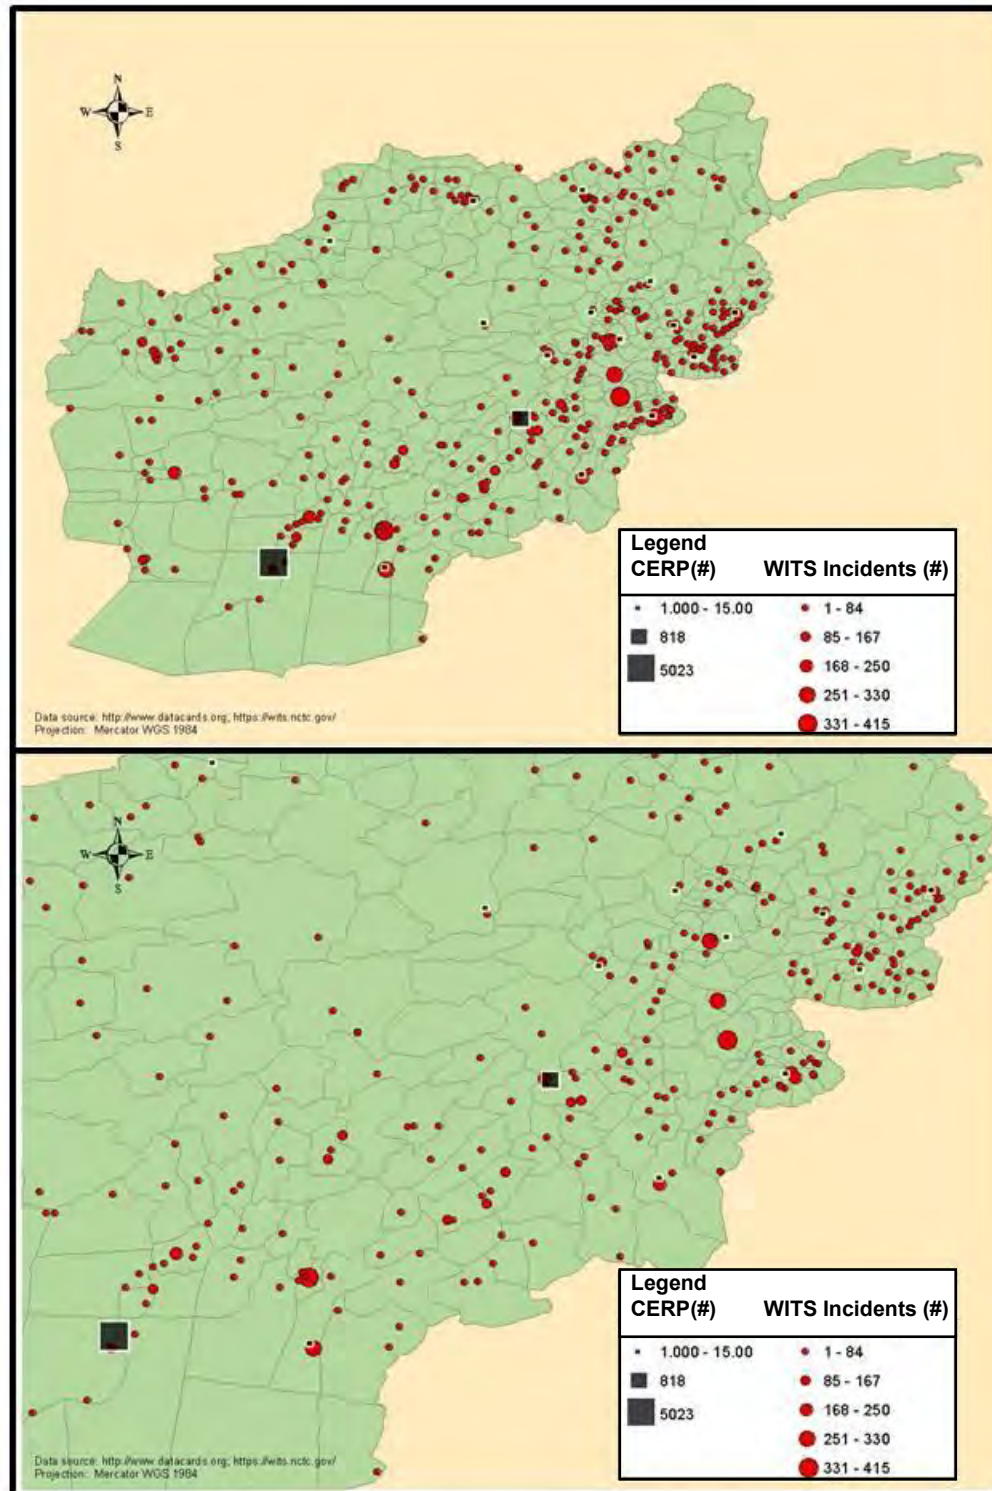 N
W E
S
Legend
CERP(#) WITS Incidents (#)
1.000 - 15.00 1 - 84
818 85 - 167
5023 168 - 250
251 - 330
331 - 415
Data source: http://www.datacards.org; https://wits.nctc.gov/
Projection: Mercator WGS 1984
N
W E
S
Legend
CERP(#) WITS Incidents (#)
1.000 - 15.00 1 - 84
818 85 - 167
5023 168 - 250
251 - 330
331 - 415
Data source: http://www.datacards.org; https://wits.nctc.gov/
Projection: Mercator WGS 1984